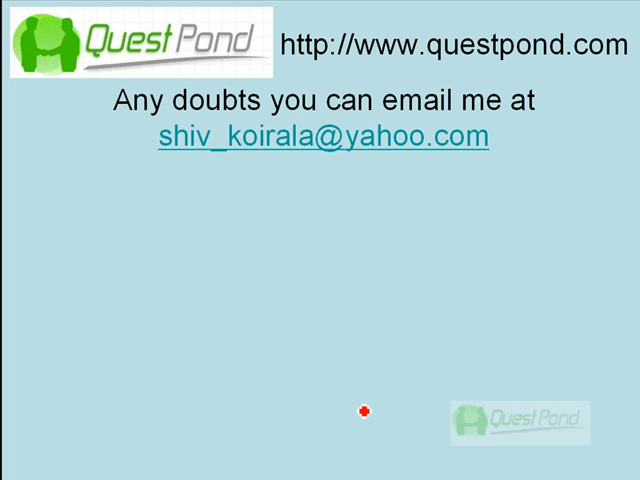 QuestPond http://www.questpond.com
Any doubts you can email me at
shiv_koirala@yahoo.com
QuestPond